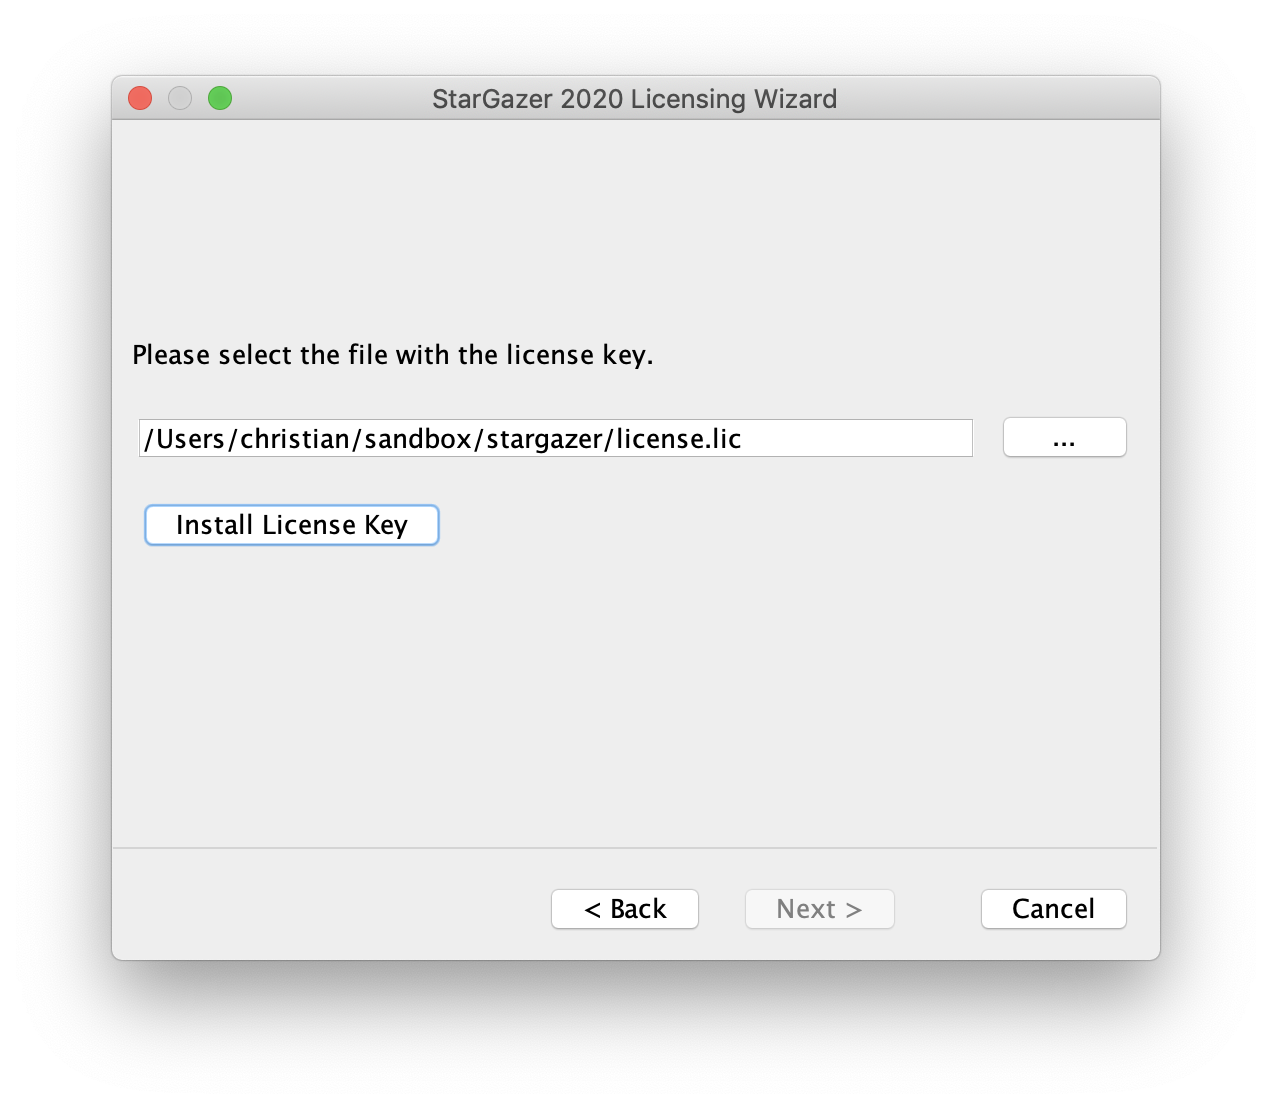 StarGazer 2020 Licensing Wizard
Please select the file with the license key.
/Users/christian/sandbox/stargazer/license.lic
...
Install License Key
< Back
Next >
Cancel